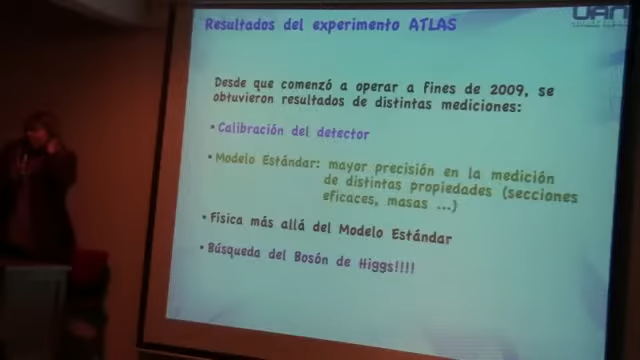 Resultados del experimento ATLAS
UAN
Desde que comenzó a operar a fines de 2009, se
obtuvieron resultados de distintas mediciones:
• Calibración del detector
• Modelo Estándar: mayor precisión en la medición
de distintas propiedades (secciones
eficaces, masas ...)
• Física más allá del Modelo Estándar
• Búsqueda del Bosón de Higgs!!!!